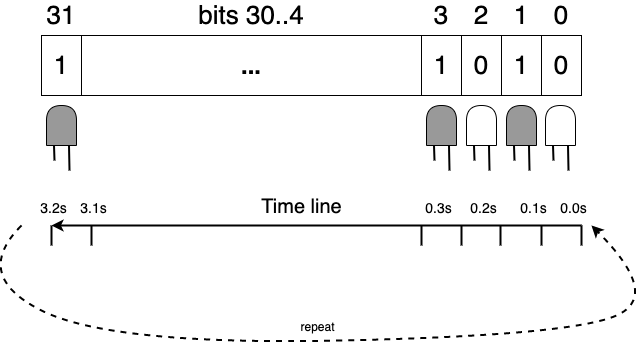 31 bits 30..4 3 2 1 0
1 ... 1 0 1 0
3.2s 3.1s Time line 0.3s 0.2s 0.1s 0.0s
repeat